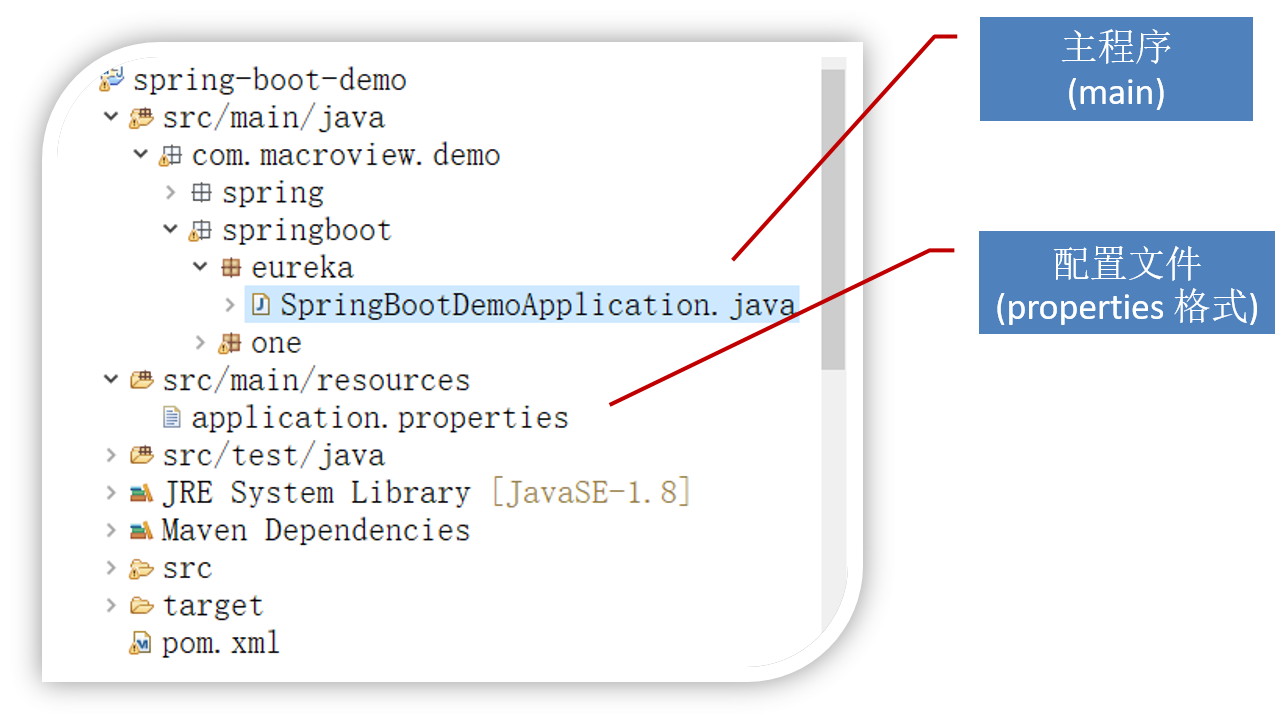 spring-boot-demo
src/main/java
com.macroview.demo
spring
springboot
eureka
SpringBootDemoApplication.java
one
src/main/resources
application.properties
src/test/java
JRE System Library [JavaSE-1.8]
Maven Dependencies
src
target
pom.xml
主程序
(main)
配置文件
(properties 格式)